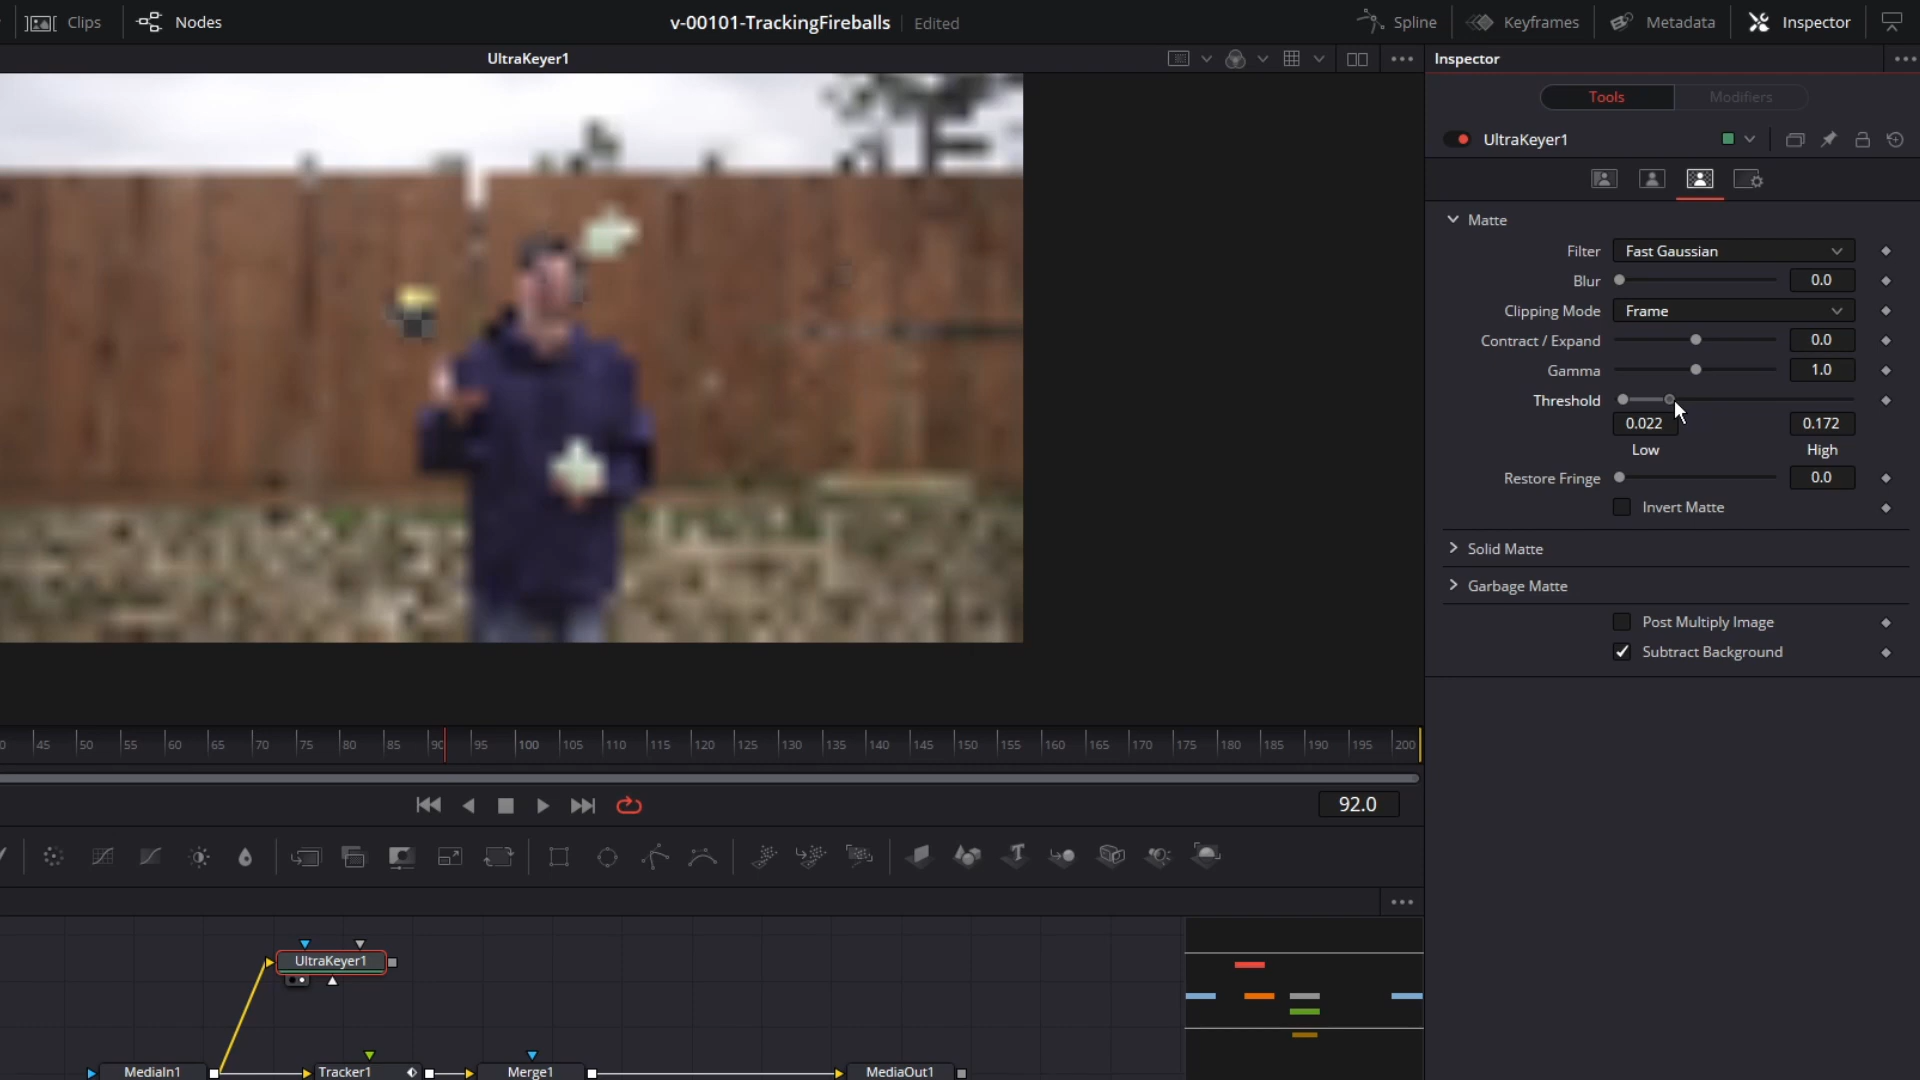 Clips
Nodes
v-00101-TrackingFireballs
Edited
Spline
Keyframes
Metadata
Inspector
UltraKeyer1
Inspector
Tools
Modifiers
UltraKeyer1
Matte
Filter
Fast Gaussian
Blur
0.0
Clipping Mode
Frame
Contract / Expand
0.0
Gamma
1.0
Threshold
0.022
0.172
Low
High
Restore Fringe
0.0
Invert Matte
Solid Matte
Garbage Matte
Post Multiply Image
Subtract Background
45 50 55 60 65 70 75 80 85 90 95 100 105 110 115 120 125 130 135 140 145 150 155 160 165 170 175 180 185 190 195 200
92.0
UltraKeyer1
MediaIn1
Tracker1
Merge1
MediaOut1